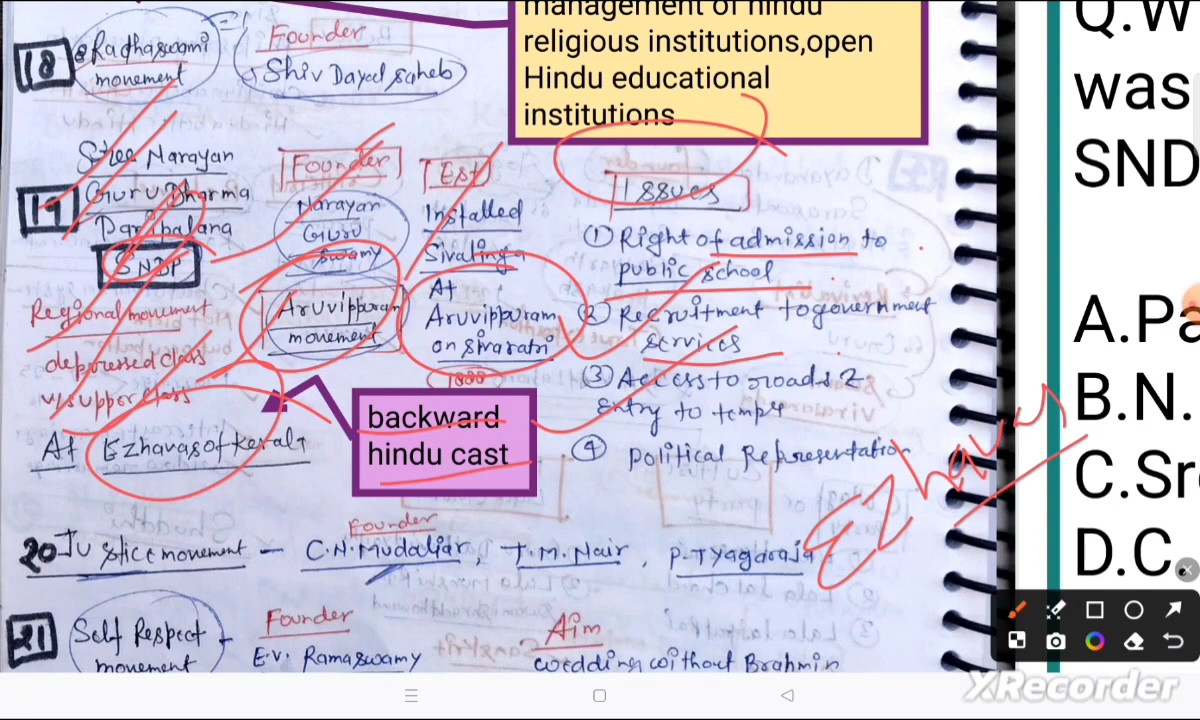 management of hindu
religious institutions,open
Hindu educational
institutions
18 Radhaswami
movement
Founder
Shiv Dayal Saheb
19 Sree Narayan
Guru Dharma
Paripalana
SNDP
Regional movement
depressed class
v/s upper class
At Ezhavas of Kerala
Founder
Narayan
Guru
Swamy
Aruvippuram
movement
Est
Installed
Sivalinga
At
Aruvippuram
on Sivaratri
1888
backward
hindu cast
Issues
① Right of admission to
public school
② Recruitment to government
services
③ Access to roads &
Entry to temple
④ Political Representation
Ezhavas
20 Justice movement – C.N. Mudaliar, T.M. Nair, P. Tyagaraja
Founder
21 Self Respect
movement
Founder
E.V. Ramaswamy
Aim
wedding without Brahmin
Q.W
was
SND
A.Pa
B.N.
C.Sr
D.C.
XRecorder